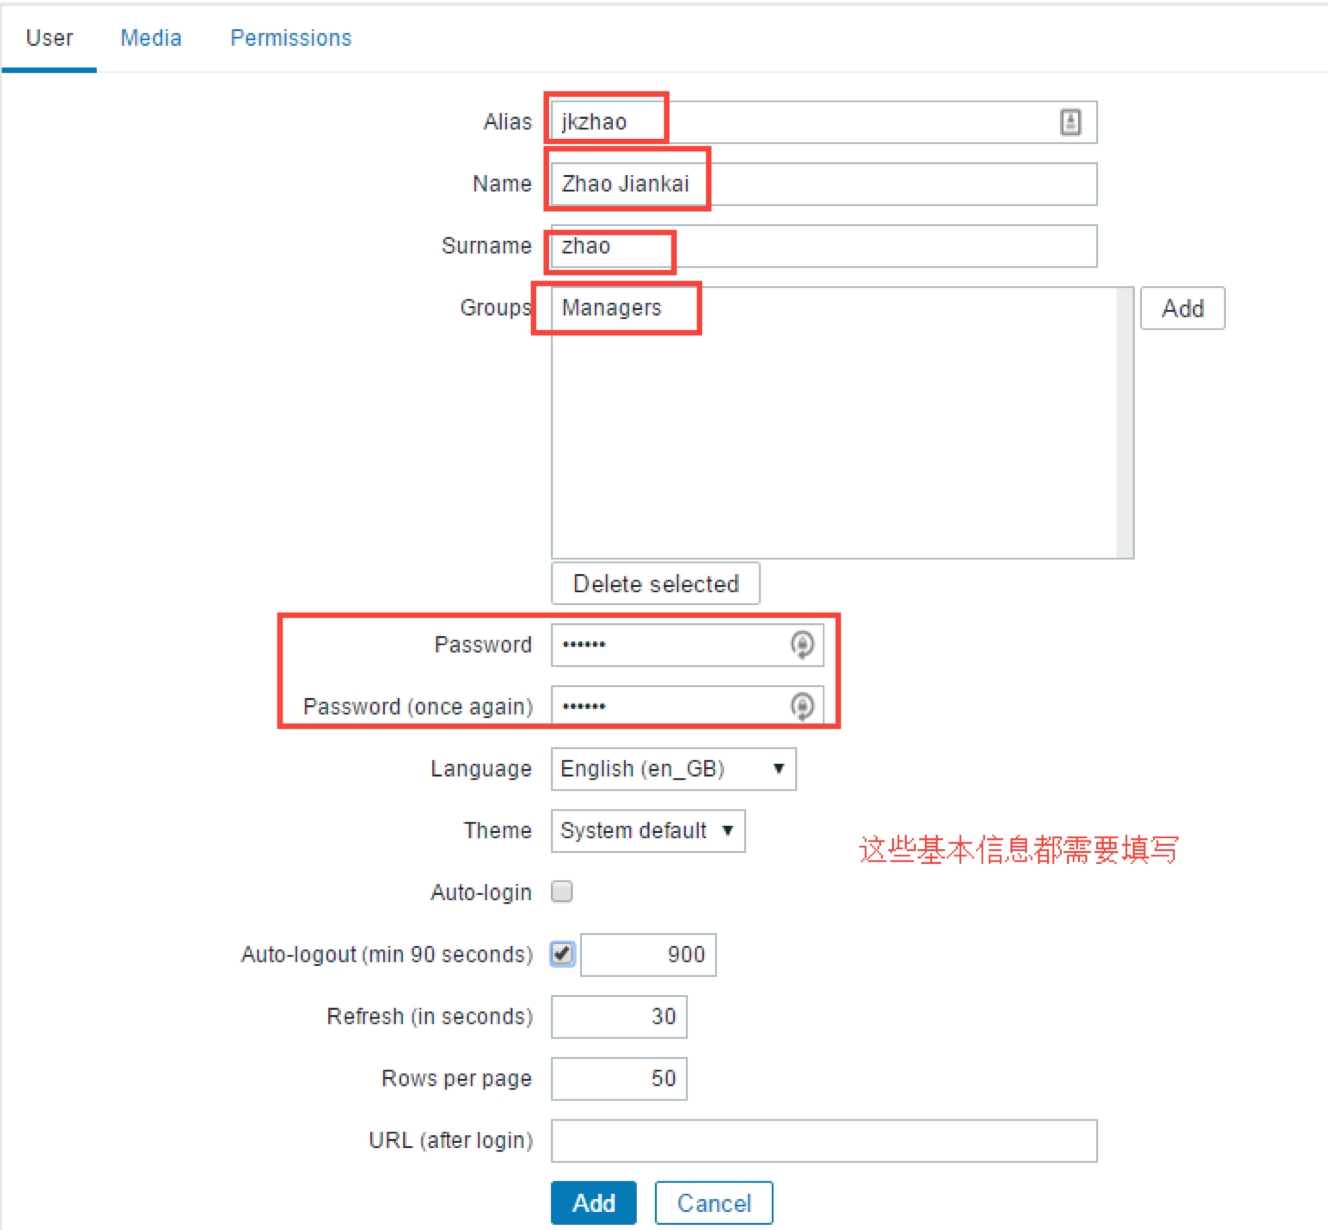 User Media Permissions
Alias jkzhao
Name Zhao Jiankai
Surname zhao
Groups Managers Add
Delete selected
Password ••••••
Password (once again) ••••••
Language English (en_GB)
Theme System default
这些基本信息都需要填写
Auto-login
Auto-logout (min 90 seconds) 900
Refresh (in seconds) 30
Rows per page 50
URL (after login)
Add Cancel